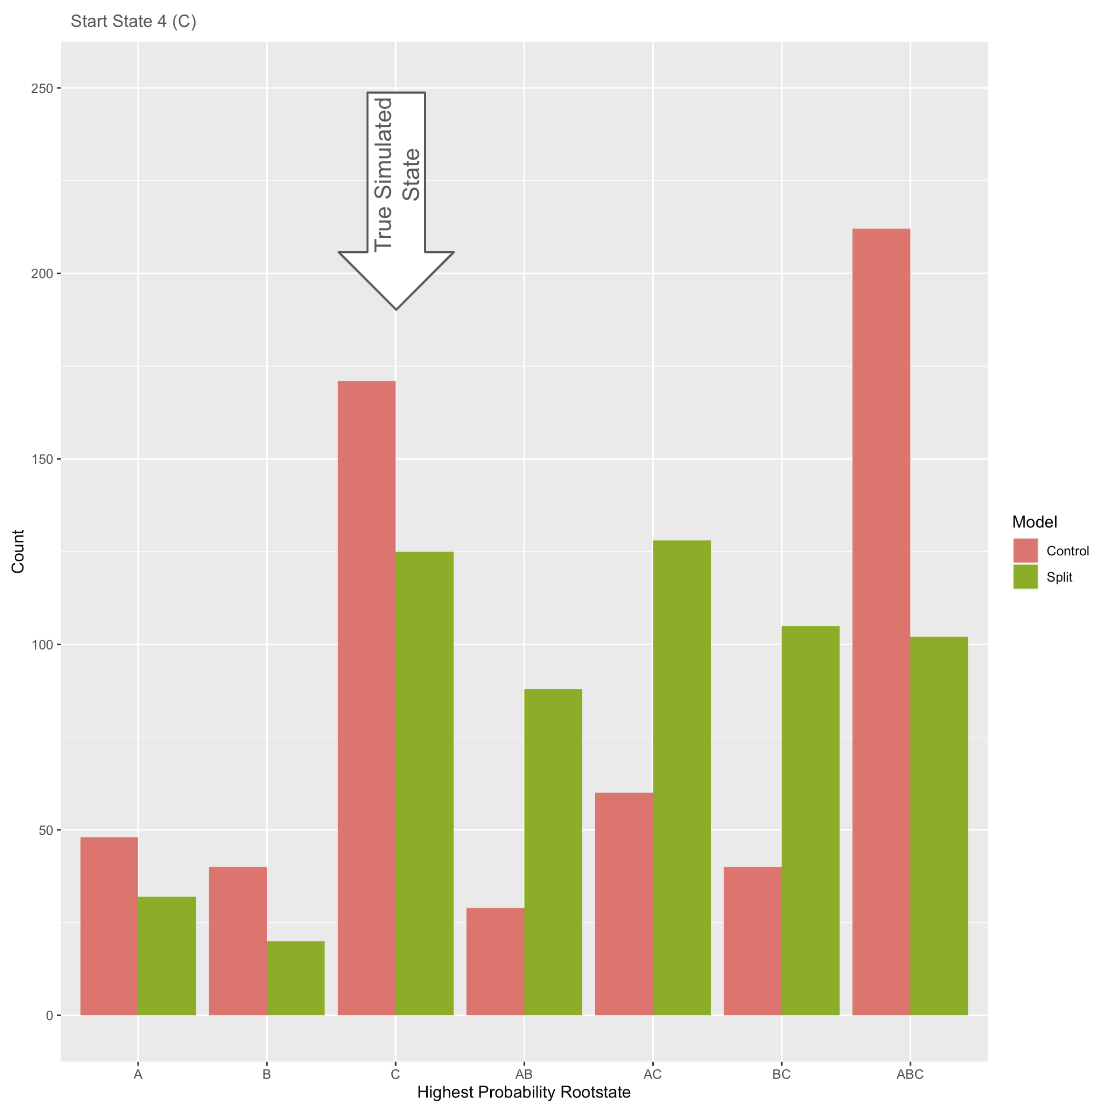 Start State 4 (C)
250
200
150
100
50
0
Count
True Simulated
State
A B C AB AC BC ABC
Highest Probability Rootstate
Model
Control
Split